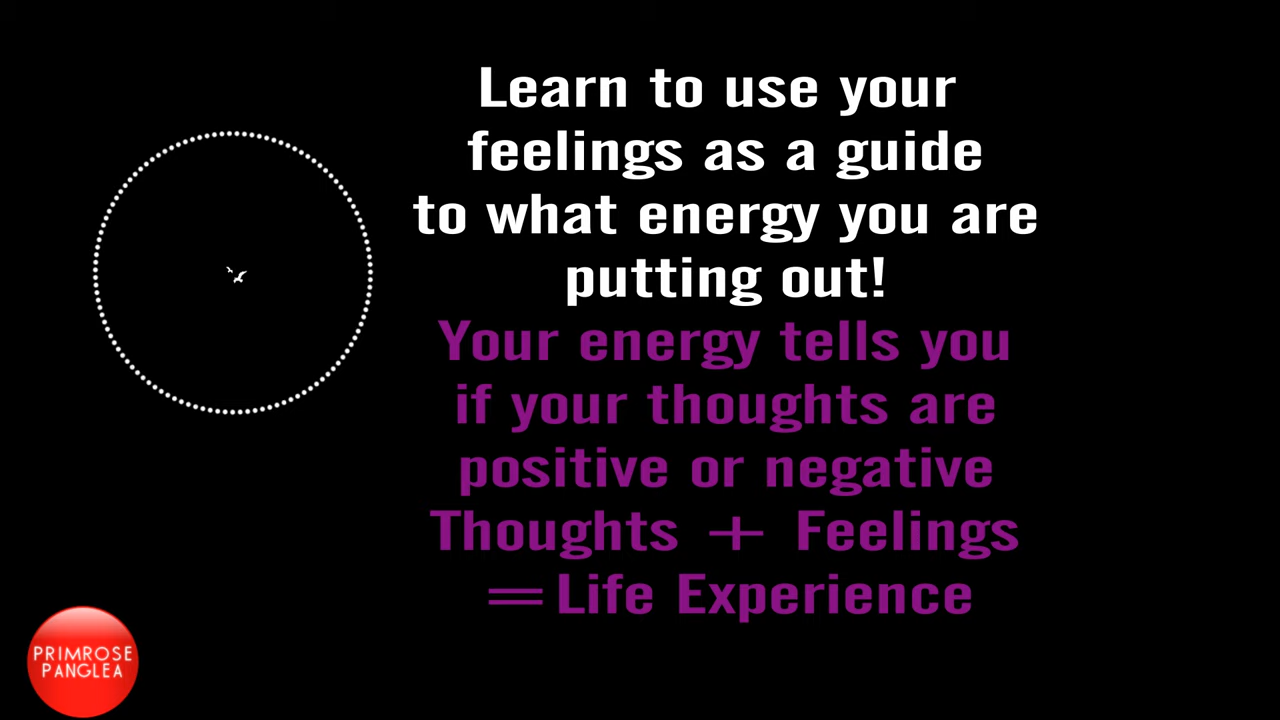 Learn to use your
feelings as a guide
to what energy you are
putting out!
Your energy tells you
if your thoughts are
positive or negative
Thoughts + Feelings
=Life Experience
PRIMROSE
PANGLEA